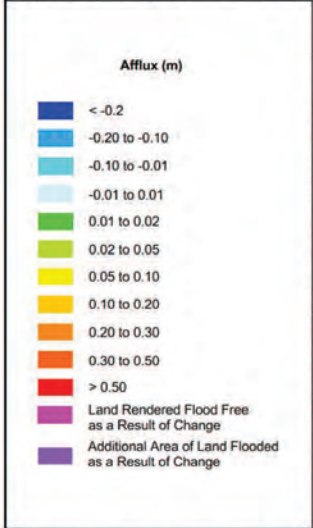 Afflux (m)
< -0.2
-0.20 to -0.10
-0.10 to -0.01
-0.01 to 0.01
0.01 to 0.02
0.02 to 0.05
0.05 to 0.10
0.10 to 0.20
0.20 to 0.30
0.30 to 0.50
> 0.50
Land Rendered Flood Free
as a Result of Change
Additional Area of Land Flooded
as a Result of Change